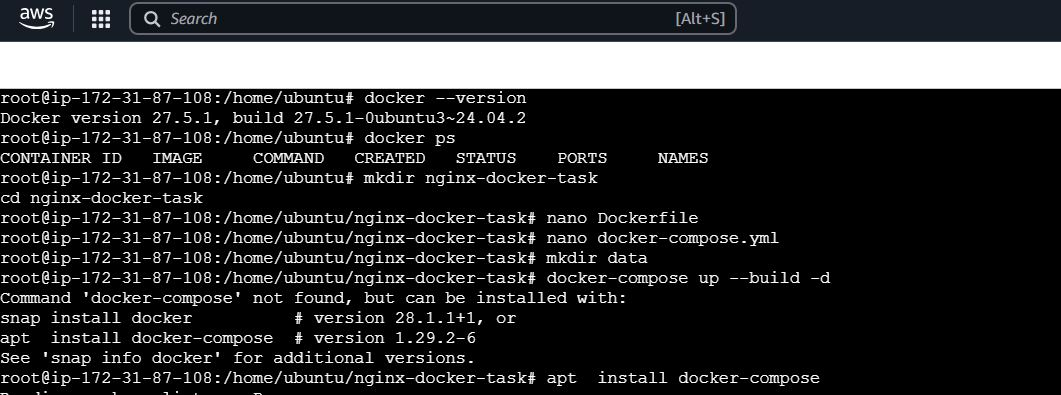 aws
Search [Alt+S]
root@ip-172-31-87-108:/home/ubuntu# docker --version
Docker version 27.5.1, build 27.5.1-0ubuntu3~24.04.2
root@ip-172-31-87-108:/home/ubuntu# docker ps
CONTAINER ID   IMAGE     COMMAND   CREATED   STATUS    PORTS     NAMES
root@ip-172-31-87-108:/home/ubuntu# mkdir nginx-docker-task
cd nginx-docker-task
root@ip-172-31-87-108:/home/ubuntu/nginx-docker-task# nano Dockerfile
root@ip-172-31-87-108:/home/ubuntu/nginx-docker-task# nano docker-compose.yml
root@ip-172-31-87-108:/home/ubuntu/nginx-docker-task# mkdir data
root@ip-172-31-87-108:/home/ubuntu/nginx-docker-task# docker-compose up --build -d
Command 'docker-compose' not found, but can be installed with:
snap install docker          # version 28.1.1+1, or
apt  install docker-compose  # version 1.29.2-6
See 'snap info docker' for additional versions.
root@ip-172-31-87-108:/home/ubuntu/nginx-docker-task# apt  install docker-compose